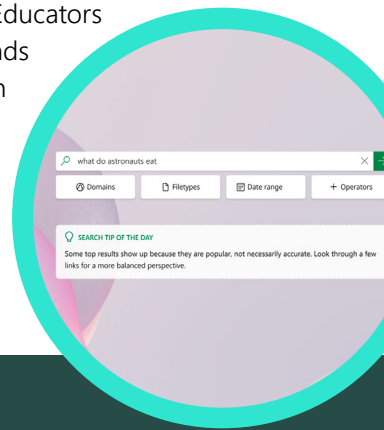 Educators
what do astronauts eat
Domains Filetypes Date range + Operators
SEARCH TIP OF THE DAY
Some top results show up because they are popular, not necessarily accurate. Look through a few
links for a more balanced perspective.